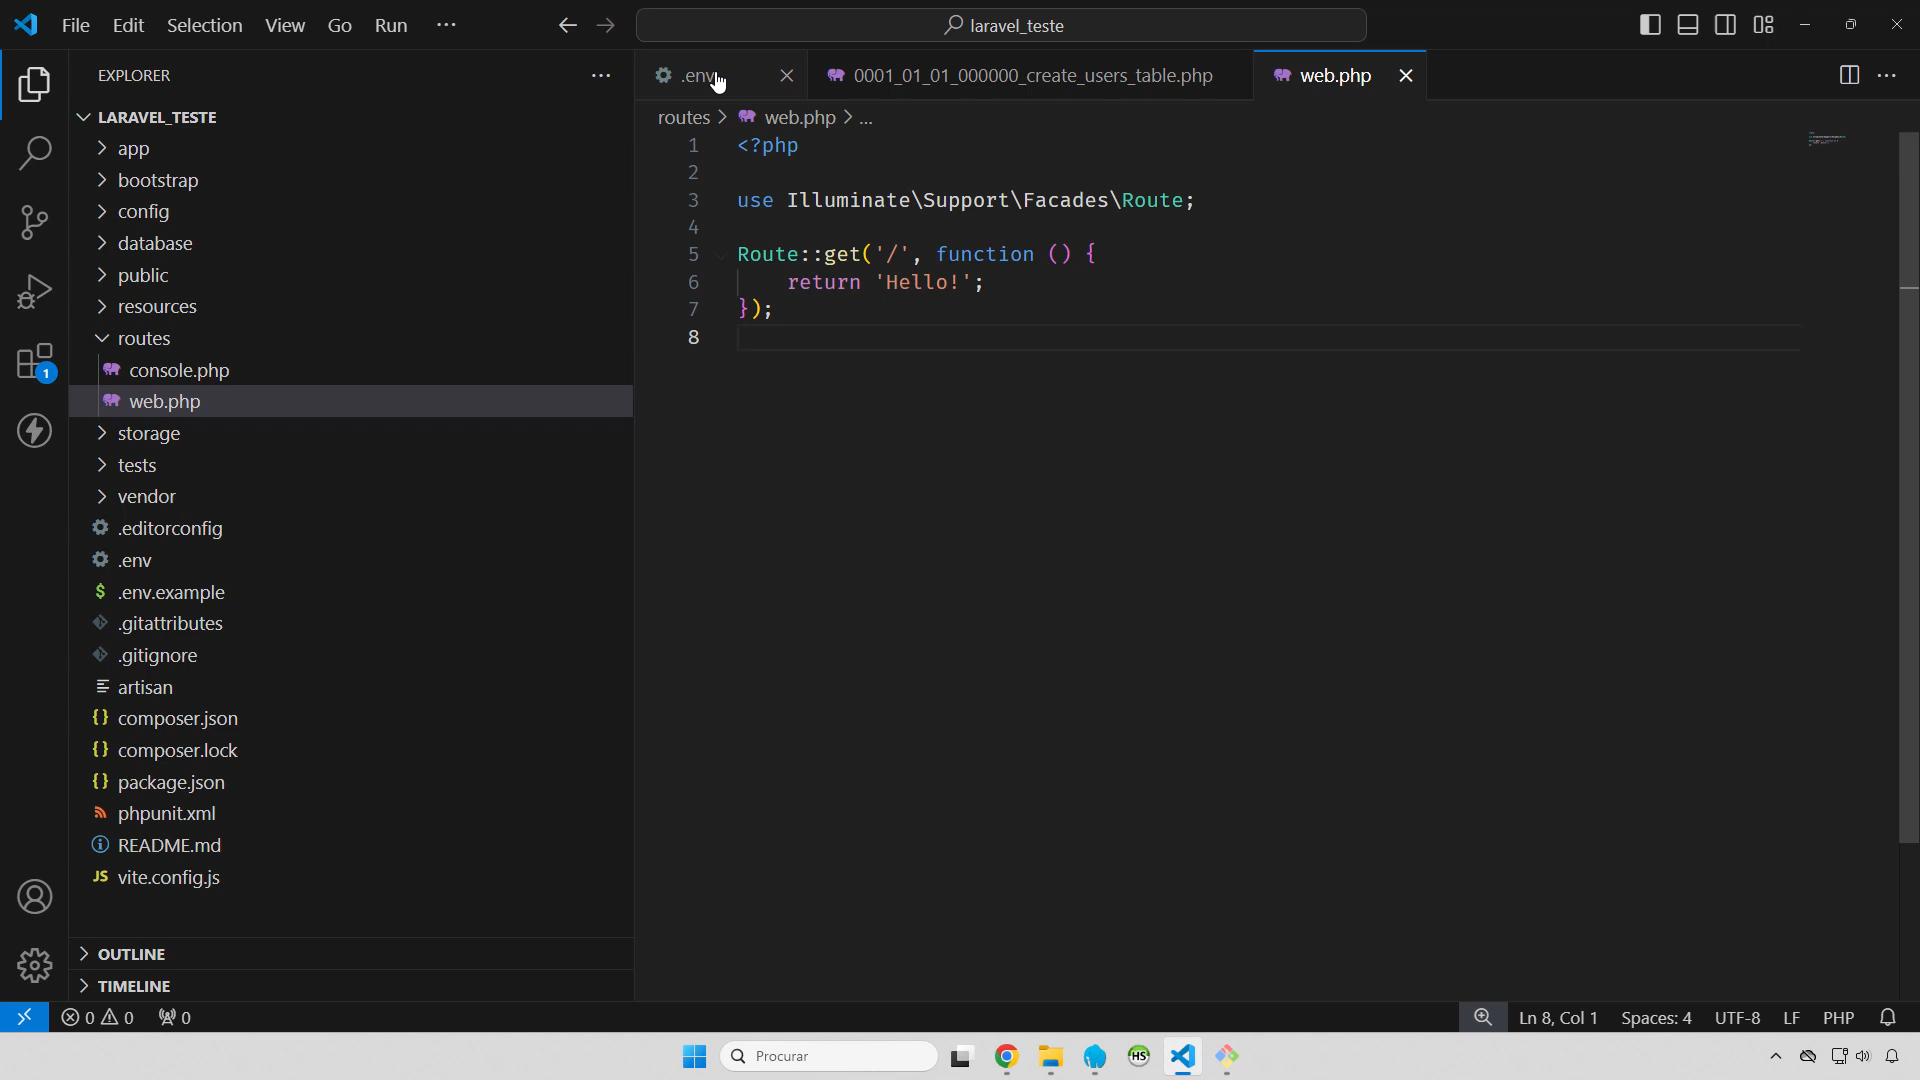 File Edit Selection View Go Run ···
laravel_teste
EXPLORER ···
LARAVEL_TESTE
app
bootstrap
config
database
public
resources
routes
console.php
web.php
storage
tests
vendor
.editorconfig
.env
$ .env.example
.gitattributes
.gitignore
artisan
{} composer.json
{} composer.lock
{} package.json
phpunit.xml
README.md
JS vite.config.js
OUTLINE
TIMELINE
1
.env
0001_01_01_000000_create_users_table.php
web.php
routes > web.php > ...
1 <?php
2
3 use Illuminate\Support\Facades\Route;
4
5 Route::get('/', function () {
6 return 'Hello!';
7 });
8
0 0 0
Ln 8, Col 1 Spaces: 4 UTF-8 LF PHP
Procurar
HS